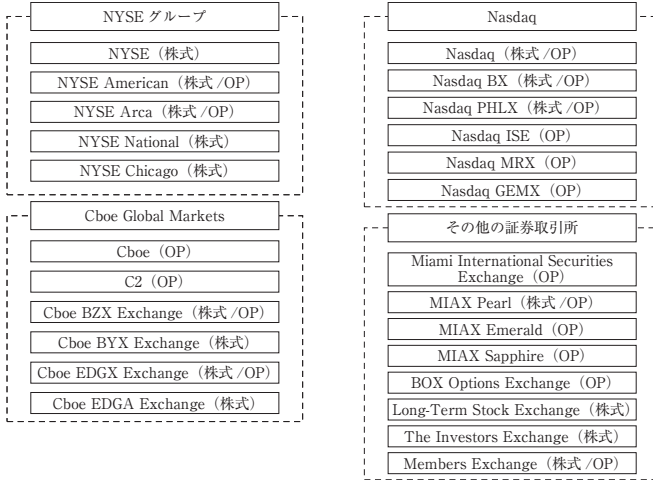 NYSE グループ
NYSE（株式）
NYSE American（株式 /OP）
NYSE Arca（株式 /OP）
NYSE National（株式）
NYSE Chicago（株式）
Cboe Global Markets
Cboe（OP）
C2（OP）
Cboe BZX Exchange（株式 /OP）
Cboe BYX Exchange（株式）
Cboe EDGX Exchange（株式 /OP）
Cboe EDGA Exchange（株式）
Nasdaq
Nasdaq（株式 /OP）
Nasdaq BX（株式 /OP）
Nasdaq PHLX（株式 /OP）
Nasdaq ISE（OP）
Nasdaq MRX（OP）
Nasdaq GEMX（OP）
その他の証券取引所
Miami International Securities
Exchange（OP）
MIAX Pearl（株式 /OP）
MIAX Emerald（OP）
MIAX Sapphire（OP）
BOX Options Exchange（OP）
Long-Term Stock Exchange（株式）
The Investors Exchange（株式）
Members Exchange（株式 /OP）